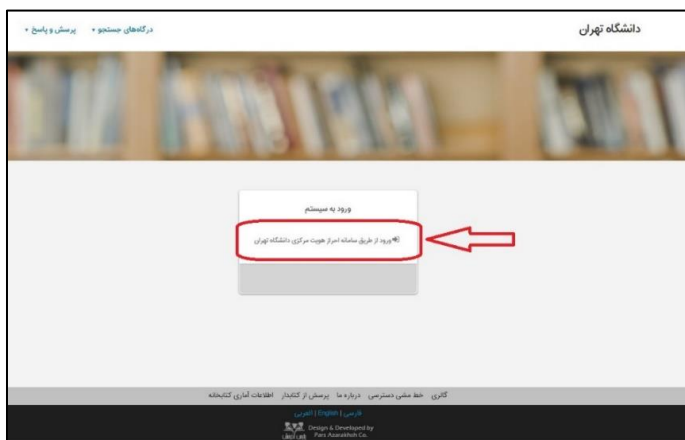 دانشگاه تهران
درگاه‌های جستجو پرسش و پاسخ
ورود به سیستم
ورود از طریق سامانه احراز هویت مرکزی دانشگاه تهران
گالری خط مشی دسترسی درباره ما پرسش از کتابدار اطلاعات آماری کتابخانه
فارسی | English | العربی
Design & Developed by
Pars Azarakhsh Co.